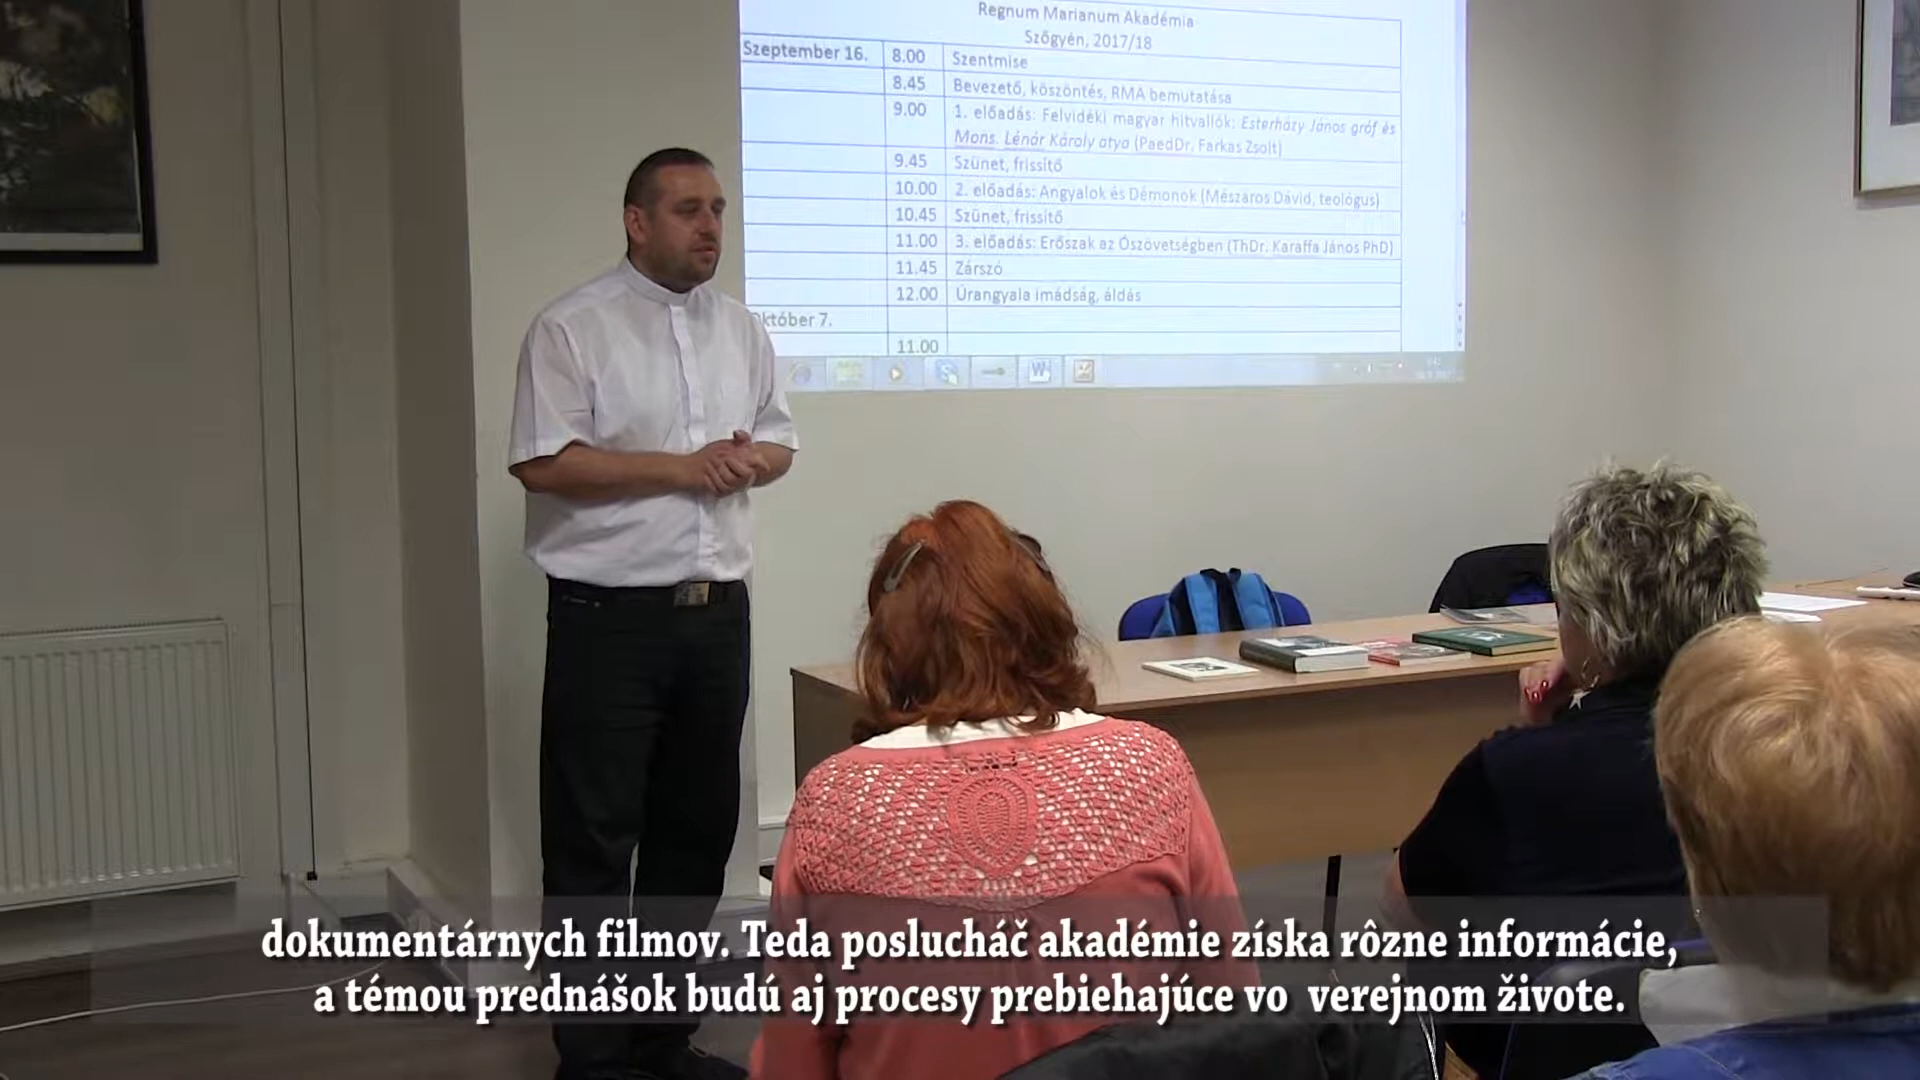 Regnum Marianum Akadémia
Szőgyén, 2017/18
Szeptember 16. 8.00 Szentmise
8.45 Bevezető, köszöntés, RMA bemutatása
9.00 1. előadás: Felvidéki magyar hitvallók: Esterházy János gróf és
Mons. Lénár Károly atya (PaedDr. Farkas Zsolt)
9.45 Szünet, frissítő
10.00 2. előadás: Angyalok és Démonok (Mészáros Dávid, teológus)
10.45 Szünet, frissítő
11.00 3. előadás: Erőszak az Ószövetségben (ThDr. Karaffa János PhD)
11.45 Zárszó
12.00 Úrangyala imádság, áldás
Október 7.
11.00
dokumentárnych filmov. Teda poslucháč akadémie získa rôzne informácie,
a témou prednášok budú aj procesy prebiehajúce vo verejnom živote.